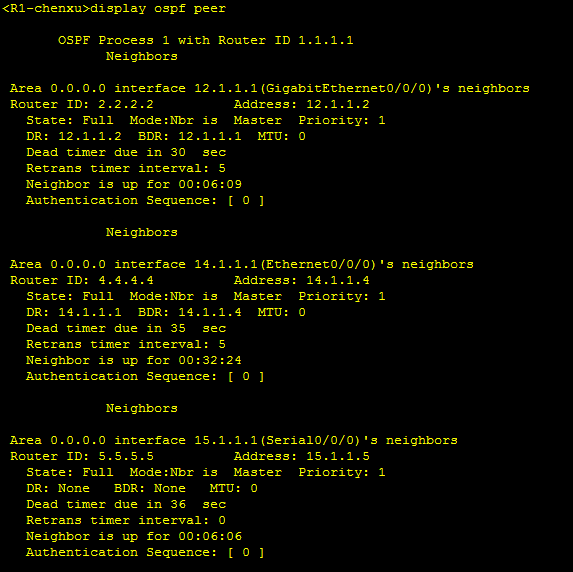 <R1-chenxu>display ospf peer
OSPF Process 1 with Router ID 1.1.1.1
Neighbors
Area 0.0.0.0 interface 12.1.1.1(GigabitEthernet0/0/0)'s neighbors
Router ID: 2.2.2.2 Address: 12.1.1.2
State: Full Mode:Nbr is Master Priority: 1
DR: 12.1.1.2 BDR: 12.1.1.1 MTU: 0
Dead timer due in 30 sec
Retrans timer interval: 5
Neighbor is up for 00:06:09
Authentication Sequence: [ 0 ]
Neighbors
Area 0.0.0.0 interface 14.1.1.1(Ethernet0/0/0)'s neighbors
Router ID: 4.4.4.4 Address: 14.1.1.4
State: Full Mode:Nbr is Master Priority: 1
DR: 14.1.1.1 BDR: 14.1.1.4 MTU: 0
Dead timer due in 35 sec
Retrans timer interval: 5
Neighbor is up for 00:32:24
Authentication Sequence: [ 0 ]
Neighbors
Area 0.0.0.0 interface 15.1.1.1(Serial0/0/0)'s neighbors
Router ID: 5.5.5.5 Address: 15.1.1.5
State: Full Mode:Nbr is Master Priority: 1
DR: None BDR: None MTU: 0
Dead timer due in 36 sec
Retrans timer interval: 0
Neighbor is up for 00:06:06
Authentication Sequence: [ 0 ]